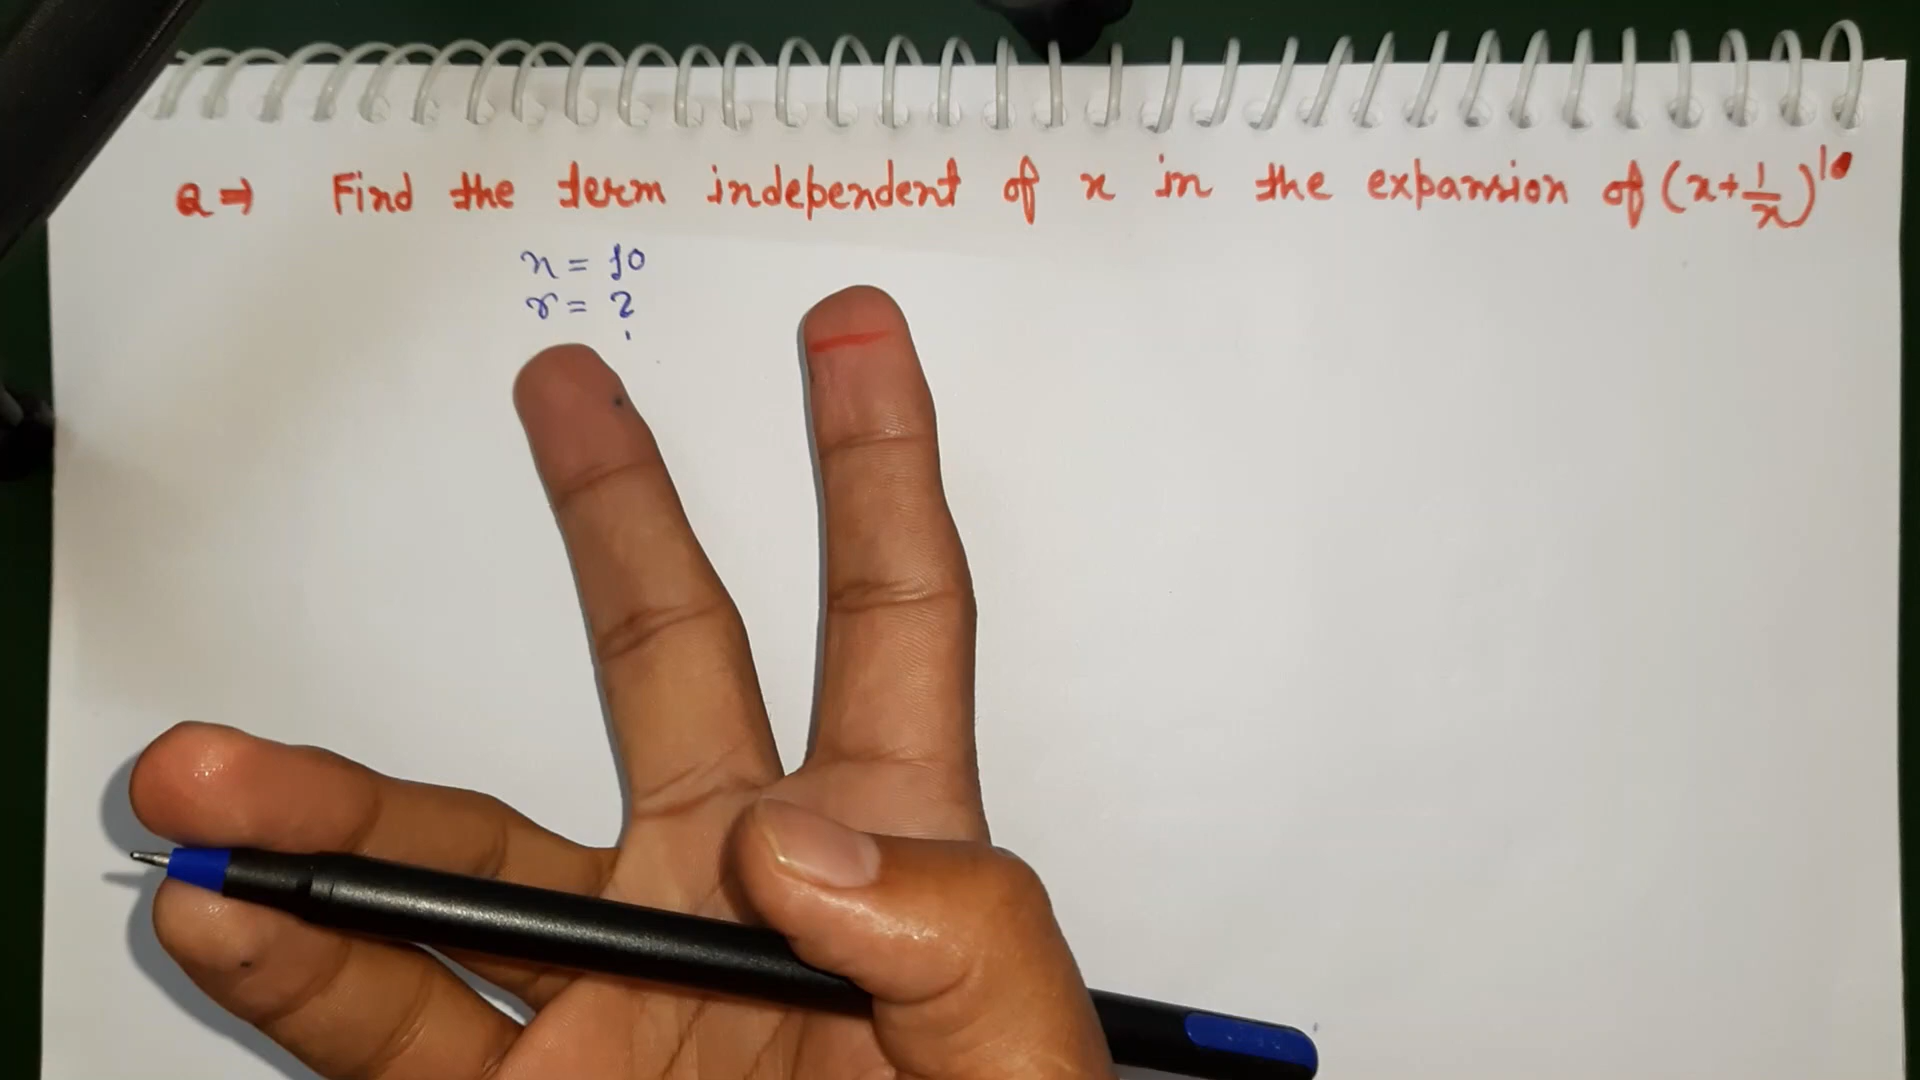 Q ⇒ Find the term independent of x in the expansion of (x+1/x)^10
n = 10
r = ?